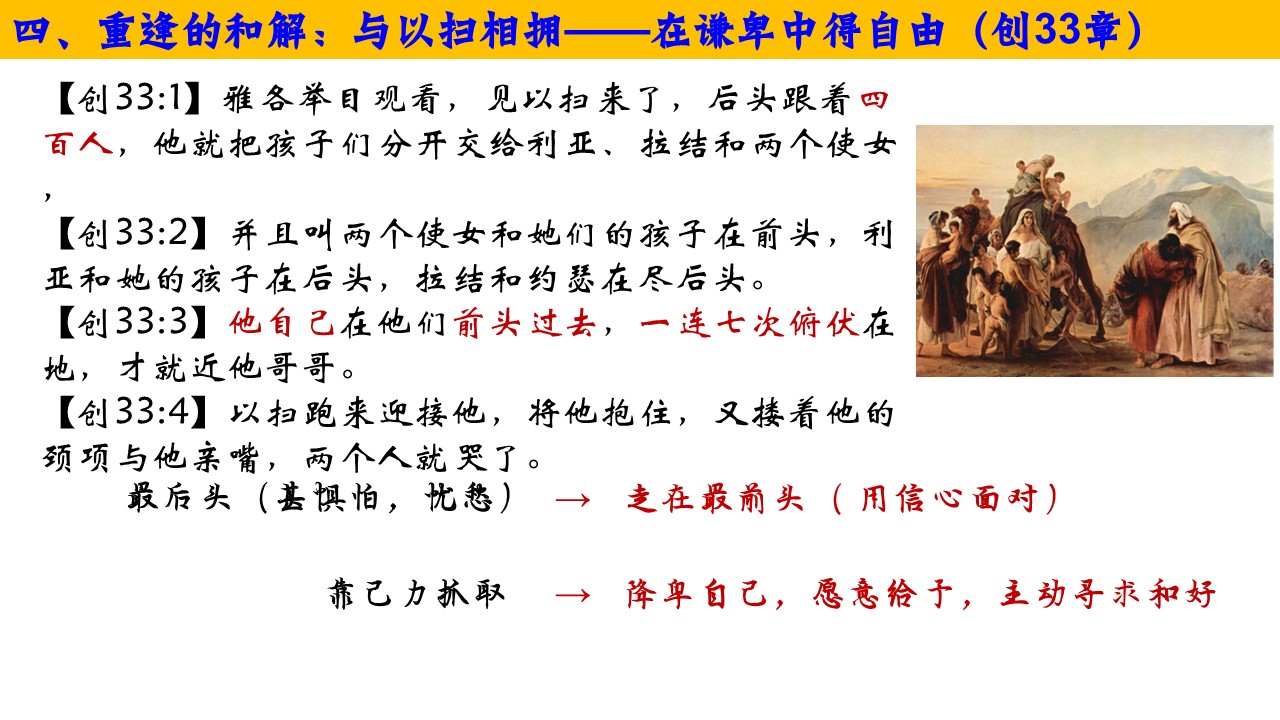 四、重逢的和解：与以扫相拥——在谦卑中得自由（创33章）
【创33:1】雅各举目观看，见以扫来了，后头跟着四
百人，他就把孩子们分开交给利亚、拉结和两个使女
，
【创33:2】并且叫两个使女和她们的孩子在前头，利
亚和她的孩子在后头，拉结和约瑟在尽后头。
【创33:3】他自己在他们前头过去，一连七次俯伏在
地，才就近他哥哥。
【创33:4】以扫跑来迎接他，将他抱住，又搂着他的
颈项与他亲嘴，两个人就哭了。
最后头（甚惧怕，忧愁） → 走在最前头（用信心面对）
靠己力抓取 → 降卑自己，愿意给予，主动寻求和好